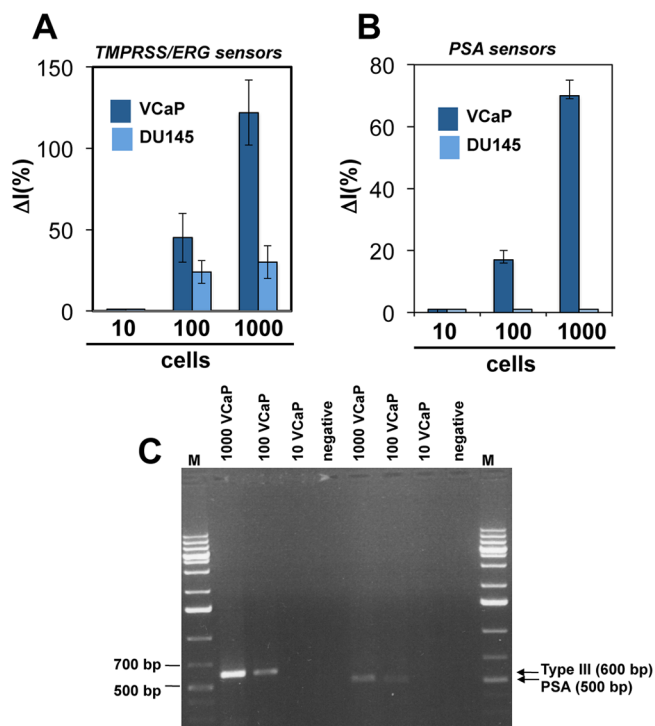 A
TMPRSS/ERG sensors
ΔI(%)
150
100
50
0
VCaP
DU145
10 100 1000
cells
B
PSA sensors
ΔI(%)
80
60
40
20
0
VCaP
DU145
10 100 1000
cells
C
M
1000 VCaP
100 VCaP
10 VCaP
negative
1000 VCaP
100 VCaP
10 VCaP
negative
M
700 bp
500 bp
Type III (600 bp)
PSA (500 bp)